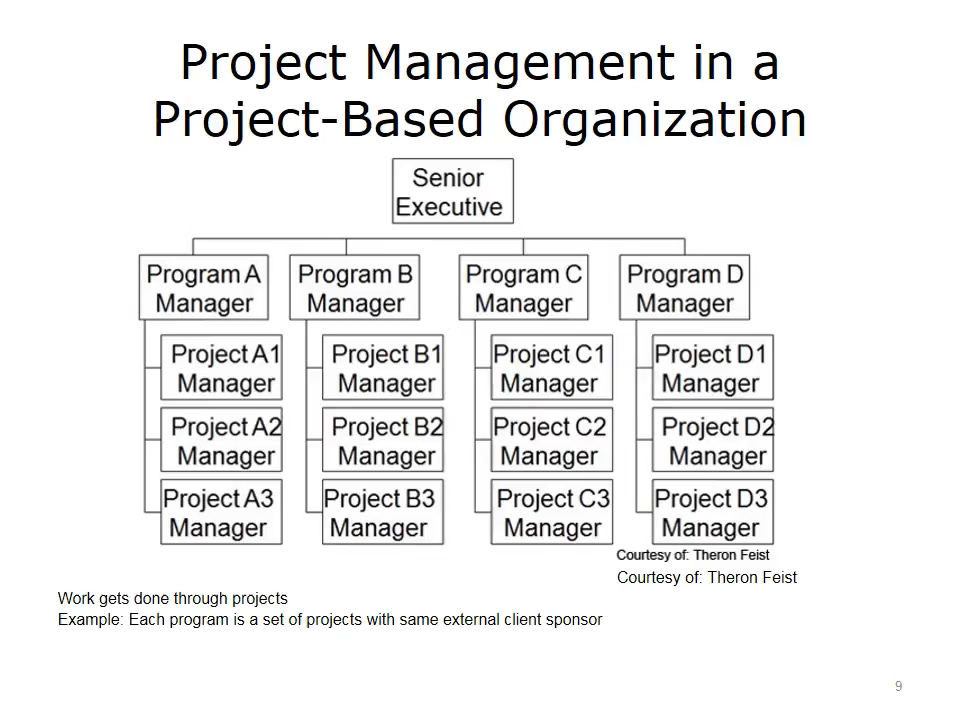 Project Management in a
Project-Based Organization
Senior
Executive
Program A
Manager
Program B
Manager
Program C
Manager
Program D
Manager
Project A1
Manager
Project B1
Manager
Project C1
Manager
Project D1
Manager
Project A2
Manager
Project B2
Manager
Project C2
Manager
Project D2
Manager
Project A3
Manager
Project B3
Manager
Project C3
Manager
Project D3
Manager
Courtesy of: Theron Feist
Courtesy of: Theron Feist
Work gets done through projects
Example: Each program is a set of projects with same external client sponsor
9